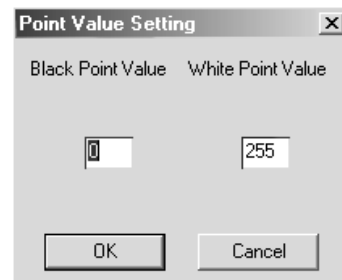 Point Value Setting
Black Point Value White Point Value
0 255
OK Cancel